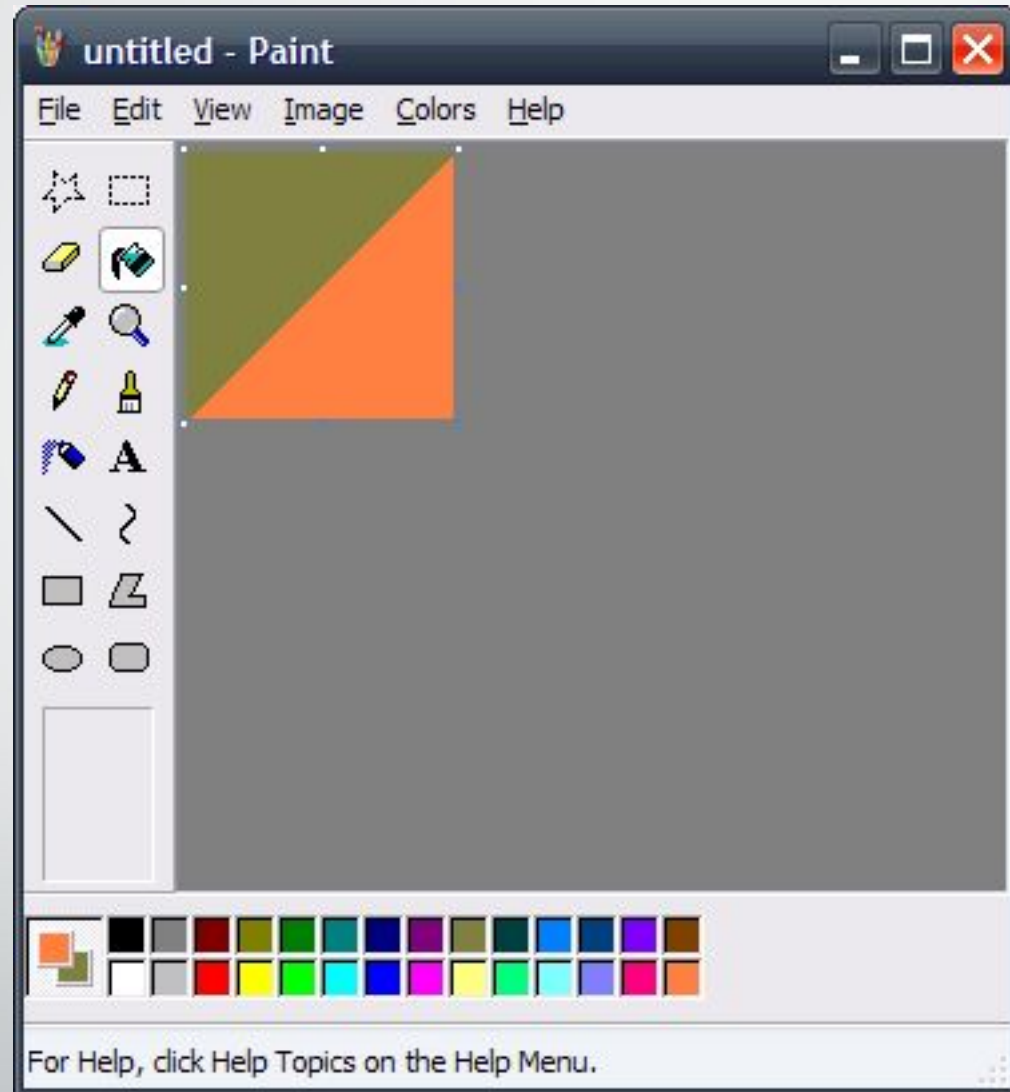 untitled - Paint
File Edit View Image Colors Help
A
For Help, click Help Topics on the Help Menu.